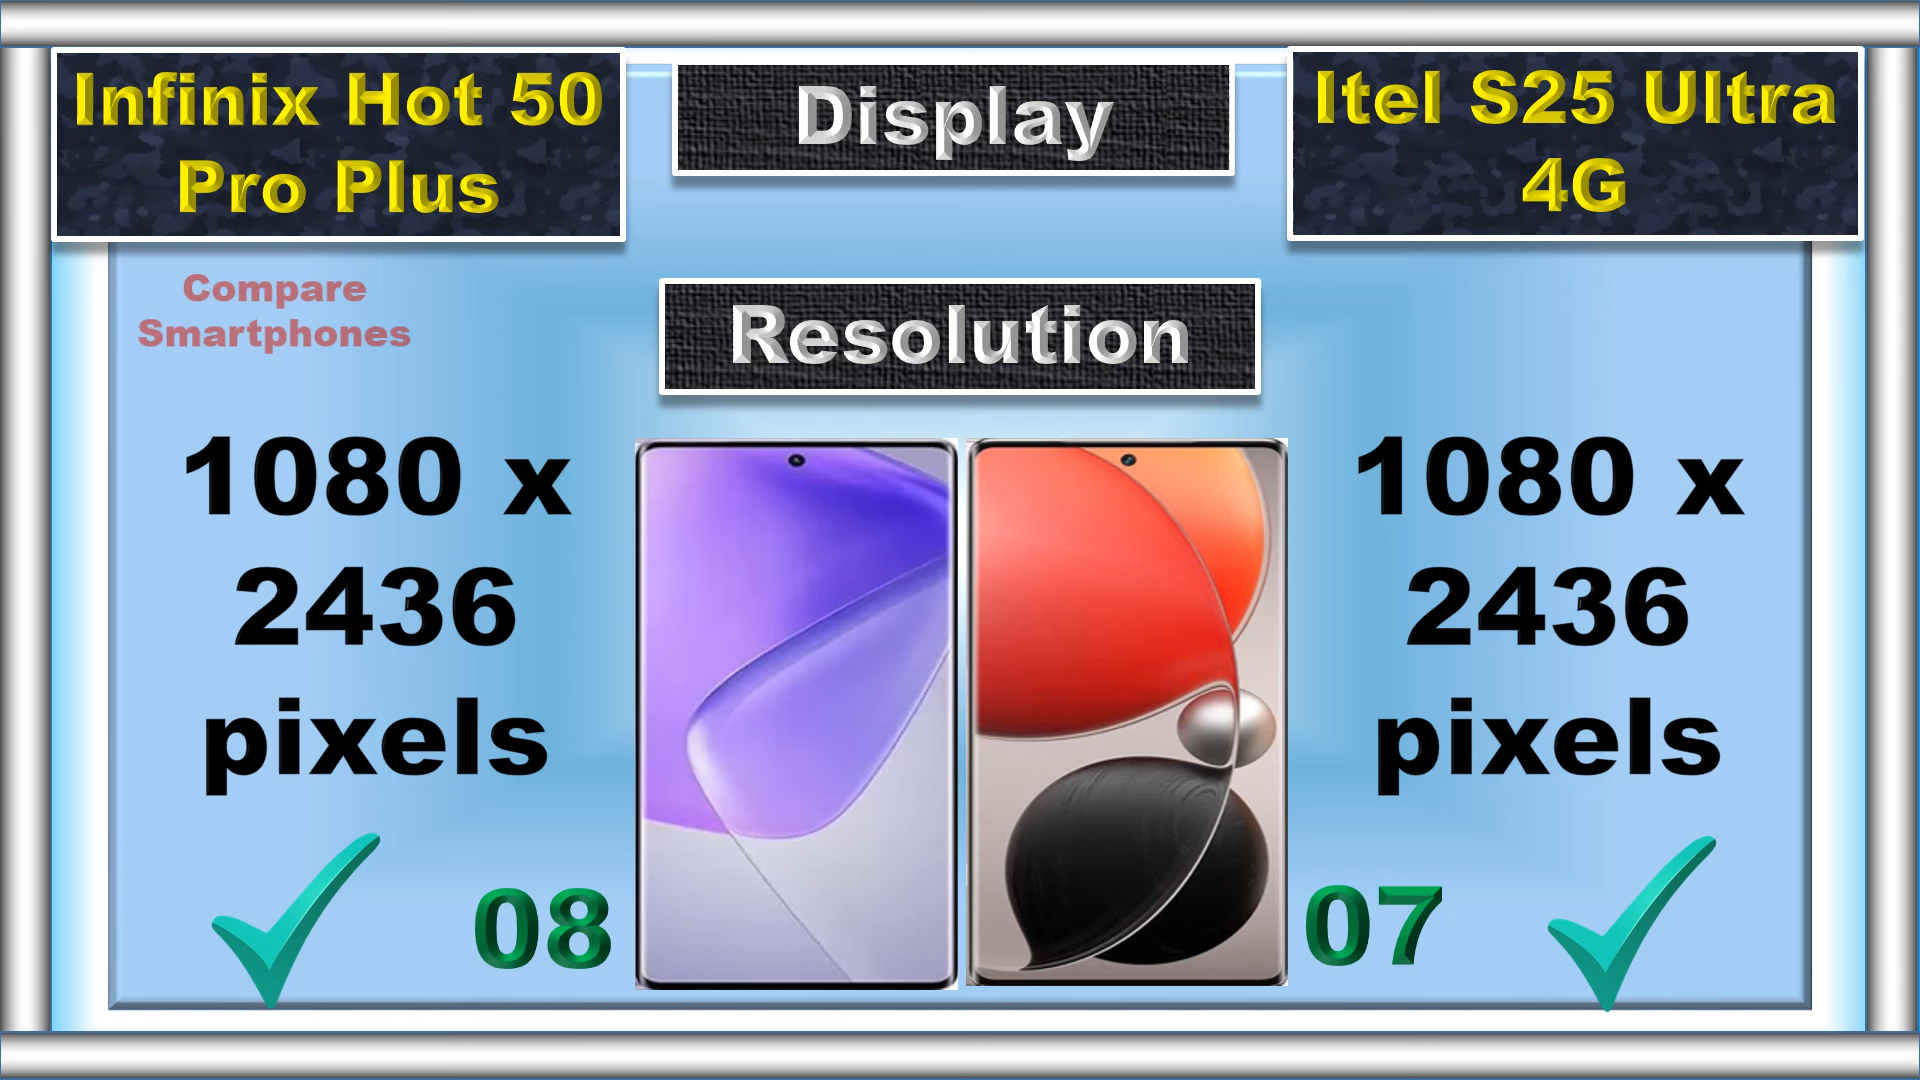 Infinix Hot 50
Pro Plus
Display
Itel S25 Ultra
4G
Compare
Smartphones
Resolution
1080 x
2436
pixels
1080 x
2436
pixels
08
07